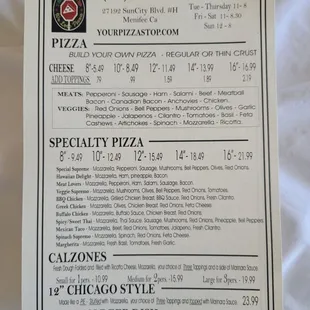 27192 SunCity Blvd. #H
Menifee Ca
Tue - Thursday 11- 8
Fri - Sat 11- 8:30
Sun 12 - 8
YOURPIZZASTOP.COM
PIZZA
BUILD YOUR OWN PIZZA - REGULAR OR THIN CRUST
CHEESE 8"-6.49 10"- 8.49 12"-11.49 14"- 13.99 16"-16.99
ADD TOPPINGS .79 .99 1.59 1.89 2.19
MEATS: Pepperoni - Sausage - Ham - Salami - Beef - Meatball
Bacon - Canadian Bacon - Anchovies - Chicken.
VEGGIES: Red Onions - Bell Peppers - Mushrooms - Olives - Garlic
Pineapple - Jalapenos - Cilantro - Tomatoes - Basil - Feta
Cashews - Artichokes - Spinach - Mozzarella - Ricotta.
SPECIALTY PIZZA
8" - 9.49 10"- 12.49 12" -15.49 14" -18.49 16"- 21.99
Special Supreme- Mozzarella, Pepperoni, Sausage, Mushrooms, Bell Peppers, Olives, Red Onions.
Hawaiian Delight- Mozzarella, Ham, pineapple, Bacon.
Meat Lovers - Mozzarella, Pepperoni, Ham, Salami, Sausage, Bacon
Veggie Supreme- Mozzarella, Mushrooms, Bell Peppers, Olives, Red Onions, Tomatoes.
BBQ Chicken- Mozzarella, Grilled Chicken Breast, BBQ Sauce, Red Onions, Cilantro.
Greek Chicken- Mozzarella, Chicken, Olives, Red Onions, Feta Cheese.
Buffalo Chicken- Mozzarella, Buffalo Sauce, Chicken Breast, Red Onions.
Spicy/Sweet Thai- Mozzarella, Thai Sauce, Sausage, Mushrooms, Bell Peppers, Olives, Red Onions
Mexican Taco- Mozzarella, Beef, Red Onions, Tomatoes, Jalapeno, Fresh Cilantro.
Spinach Supreme- Mozzarella, Spinach, Mushrooms, Red Onions, Feta.
Margherita- Mozzarella, Fresh Basil, Tomatoes, Fresh Garlic.
CALZONES
Fresh Dough Folded and filled with Ricotta Cheese, Mozzarella, your choice of Three Toppings and a side of Marinara Sauce.
Small for 1pers - 10.99 Medium for 2pers - 15.99 Large for 3pers - 19.99
12" CHICAGO STYLE
Made like a PIE - Stuffed with Mozzarella, your choice of Three toppings and topped with Marinara Sauce 23.99